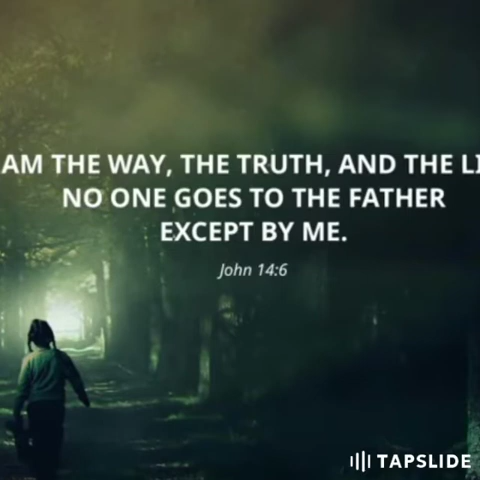 AM THE WAY, THE TRUTH, AND THE LI
NO ONE GOES TO THE FATHER
EXCEPT BY ME.
John 14:6
TAPSLIDE